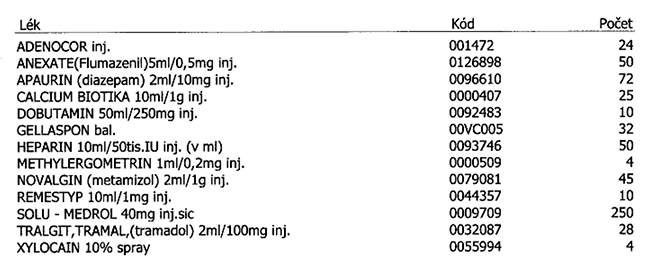 Lék Kód Počet
ADENOCOR inj. 001472 24
ANEXATE(Flumazenil)5ml/0,5mg inj. 0126898 50
APAURIN (diazepam) 2ml/10mg inj. 0096610 72
CALCIUM BIOTIKA 10ml/1g inj. 0000407 25
DOBUTAMIN 50ml/250mg inj. 0092483 10
GELLASPON bal. 00VC005 32
HEPARIN 10ml/50tis.IU inj. (v ml) 0093746 50
METHYLERGOMETRIN 1ml/0,2mg inj. 0000509 4
NOVALGIN (metamizol) 2ml/1g inj. 0079081 45
REMESTYP 10ml/1mg inj. 0044357 10
SOLU - MEDROL 40mg inj.sic 0009709 250
TRALGIT,TRAMAL,(tramadol) 2ml/100mg inj. 0032087 28
XYLOCAIN 10% spray 0055994 4